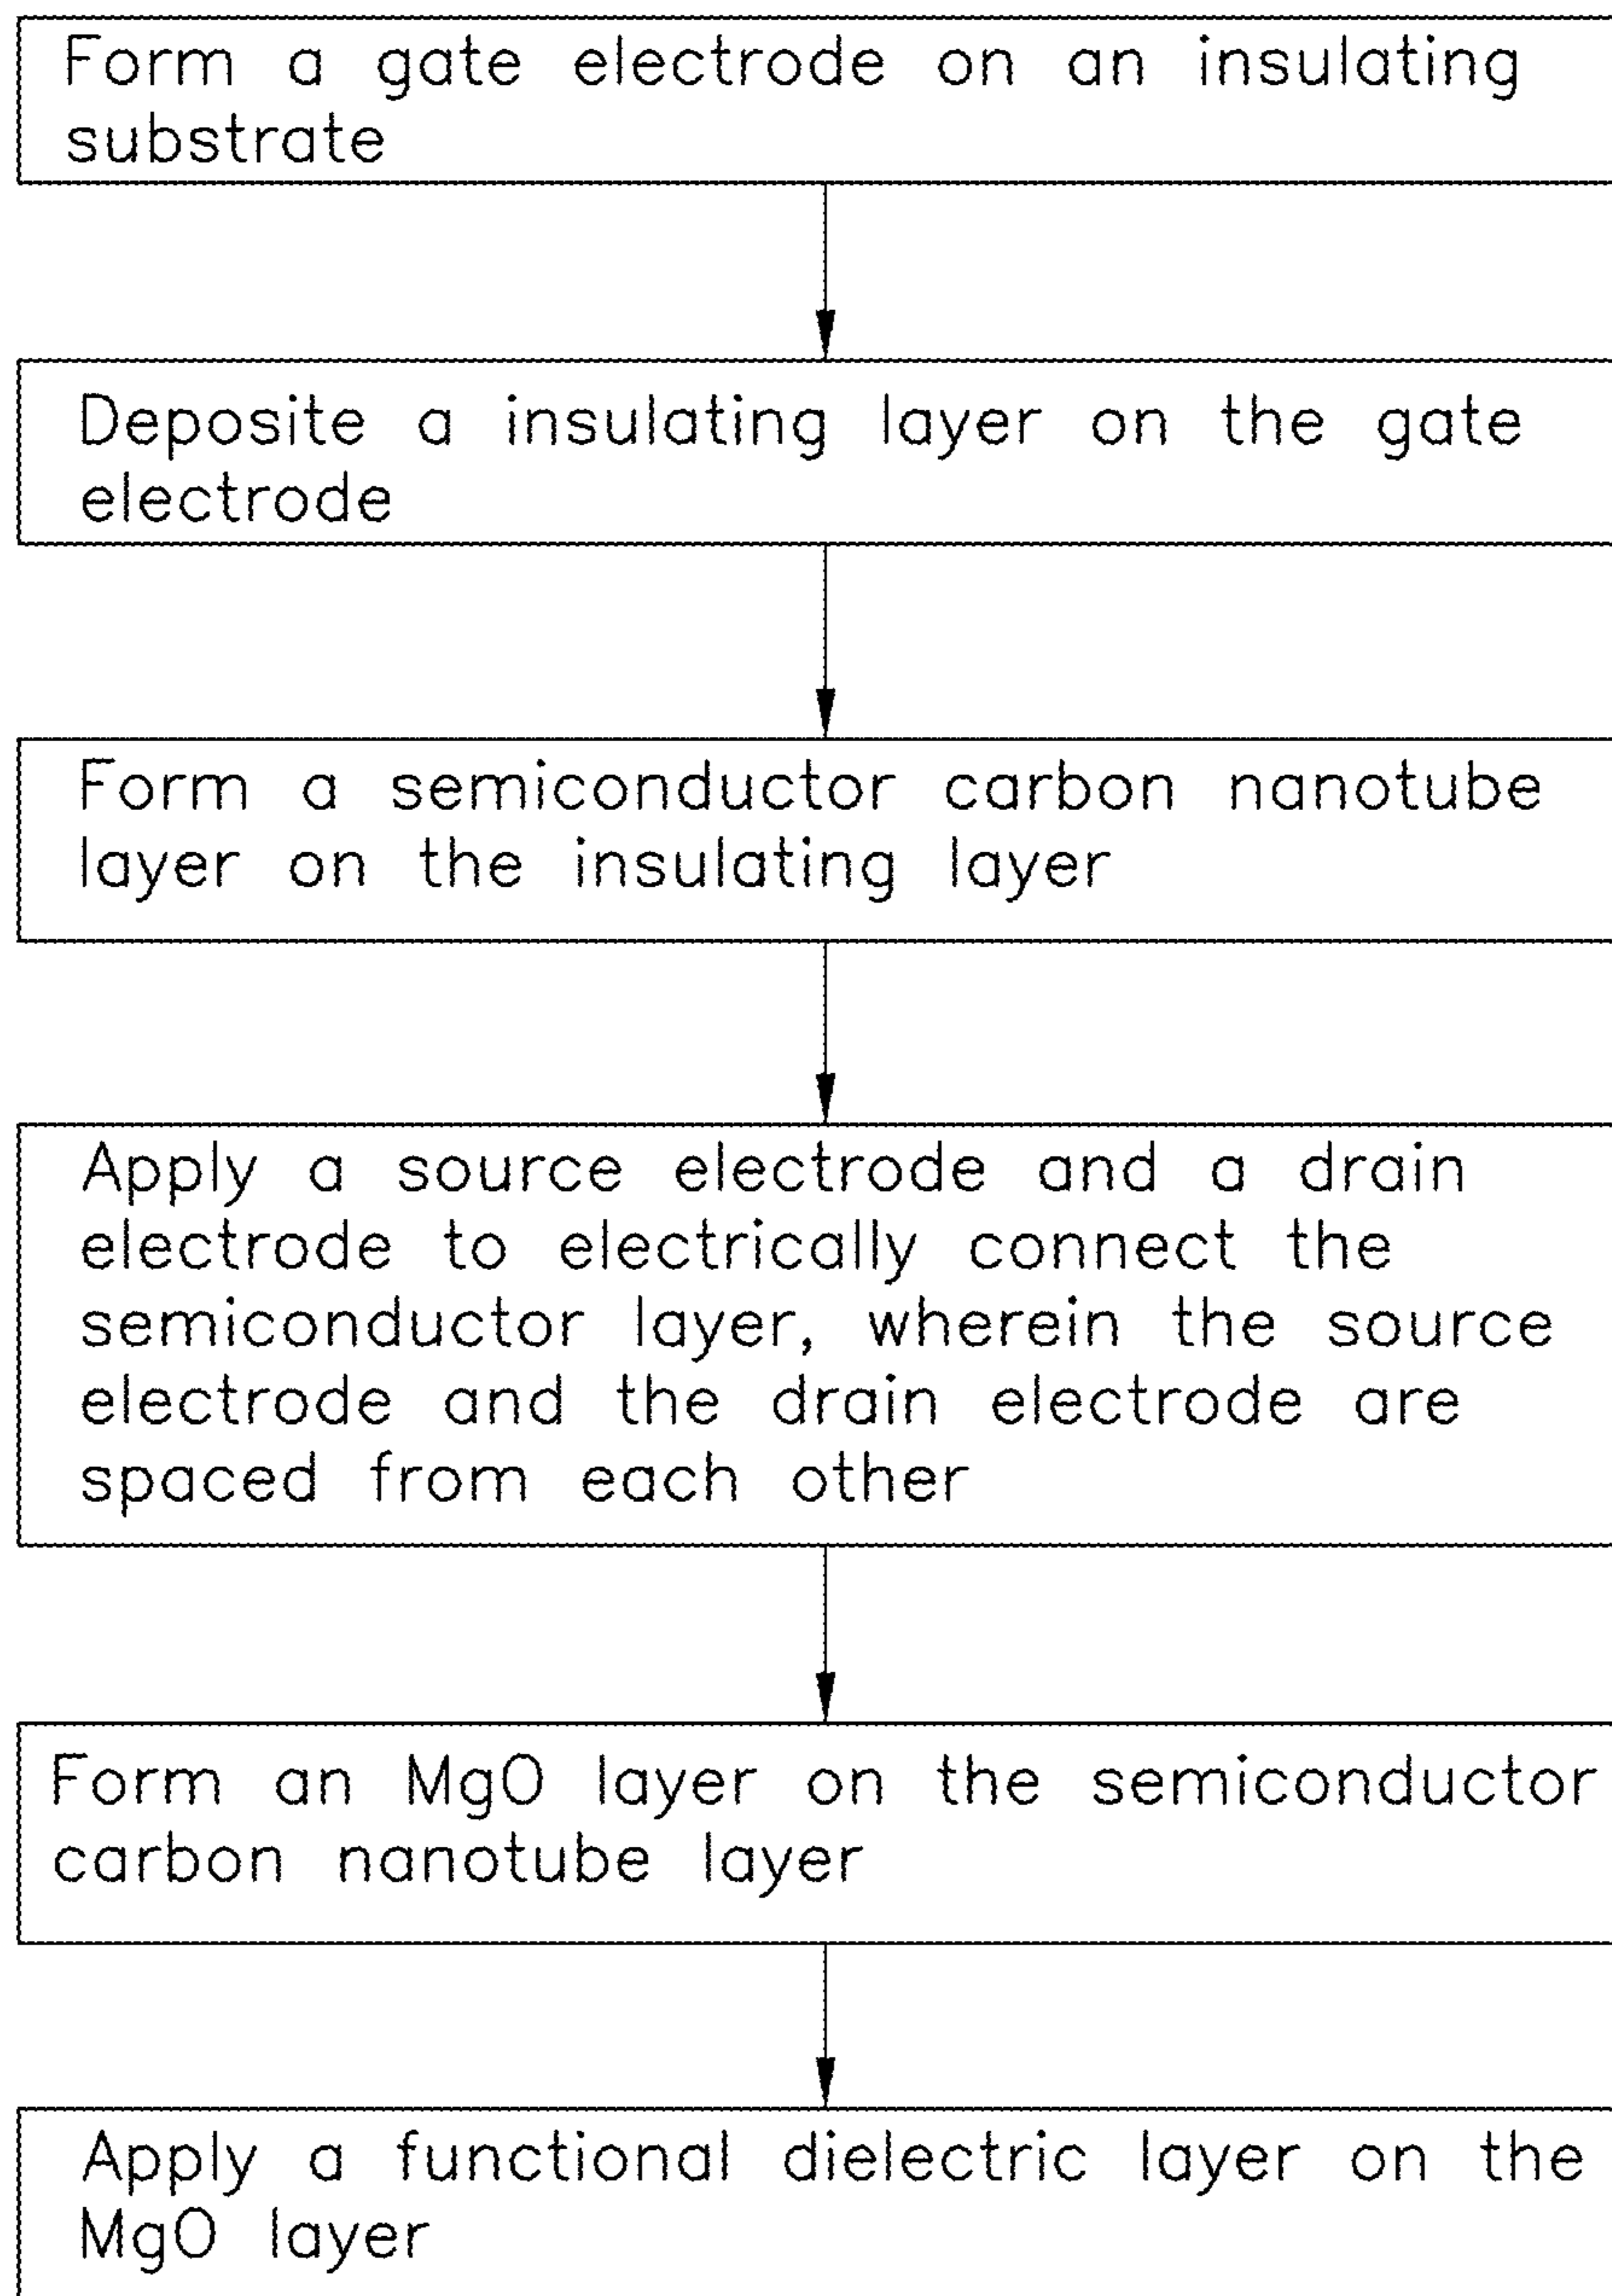 Form a gate electrode on an insulating
substrate
Deposite a insulating layer on the gate
electrode
Form a semiconductor carbon nanotube
layer on the insulating layer
Apply a source electrode and a drain
electrode to electrically connect the
semiconductor layer, wherein the source
electrode and the drain electrode are
spaced from each other
Form an MgO layer on the semiconductor
carbon nanotube layer
Apply a functional dielectric layer on the
MgO layer